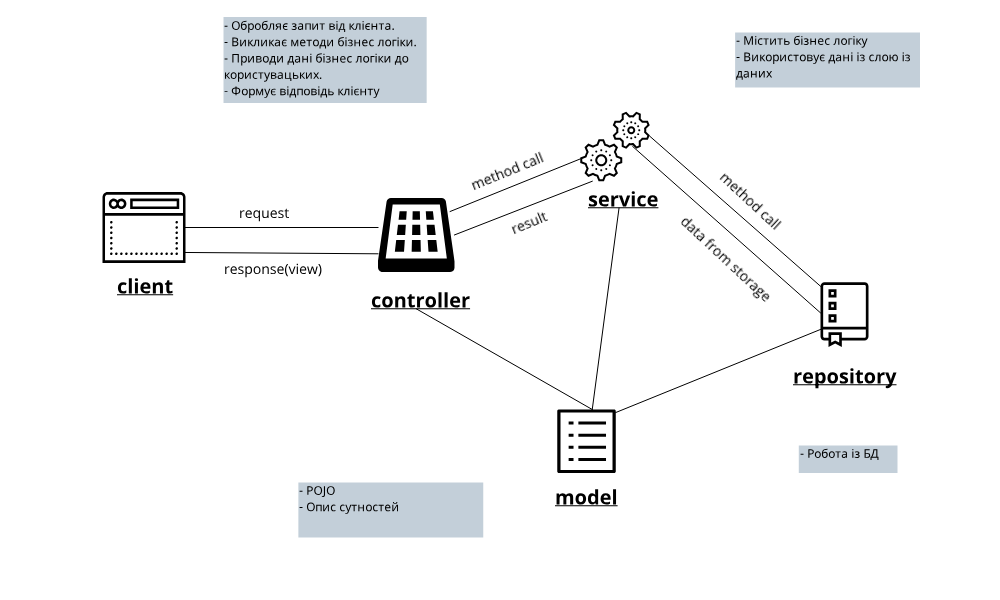 - Обробляє запит від клієнта.
- Викликає методи бізнес логіки.
- Приводи дані бізнес логіки до
користувацьких.
- Формує відповідь клієнту
- Містить бізнес логіку
- Використовує дані із слою із
даних
method call
result
service
method call
data from storage
request
response(view)
client
controller
repository
- Робота із БД
- POJO
- Опис сутностей
model